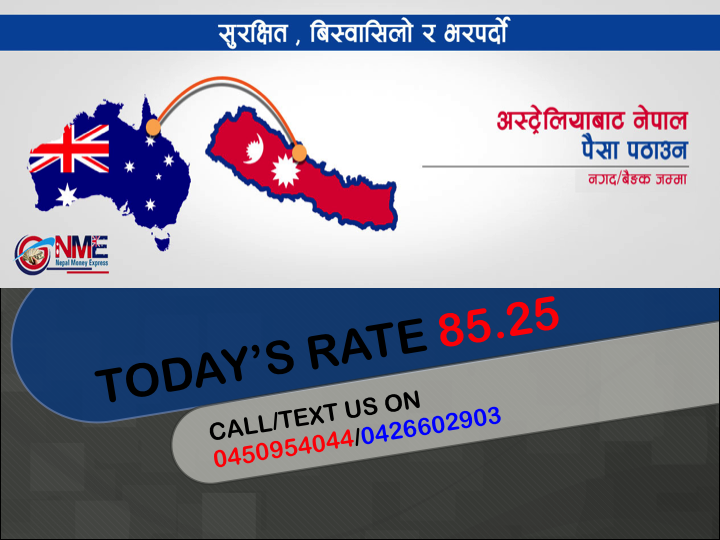 सुरक्षित , बिस्वासिलो र भरपर्दो
अस्ट्रेलियाबाट नेपाल
पैसा पठाउन
नगद/बैङक जम्मा
NME
Nepal Money Express
TODAY'S RATE 85.25
CALL/TEXT US ON
0450954044/0426602903